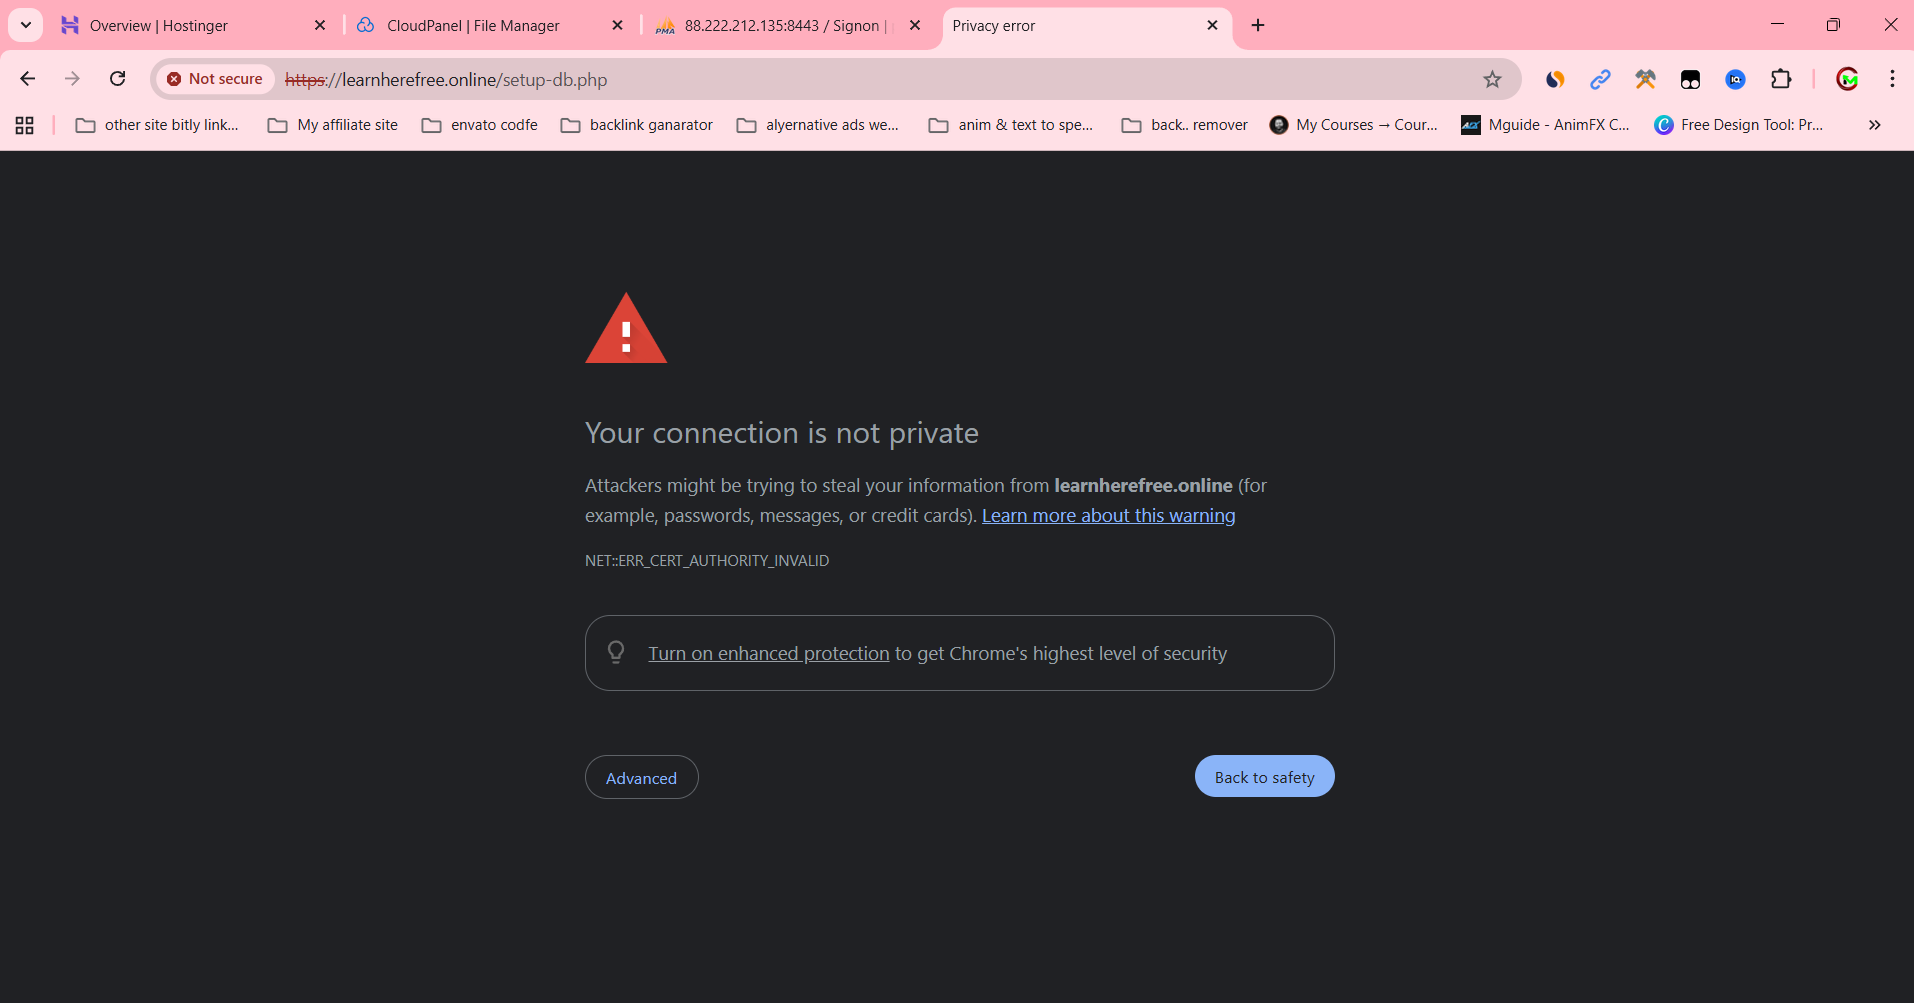 Overview | Hostinger
CloudPanel | File Manager
PMA 88.222.212.135:8443 / Signon |
Privacy error
Not secure https://learnherefree.online/setup-db.php
other site bitly link... My affiliate site envato codfe backlink ganarator alyernative ads we... anim & text to spe... back.. remover My Courses → Cour... Mguide - AnimFX C... Free Design Tool: Pr...
!
Your connection is not private
Attackers might be trying to steal your information from learnherefree.online (for
example, passwords, messages, or credit cards). Learn more about this warning
NET::ERR_CERT_AUTHORITY_INVALID
Turn on enhanced protection to get Chrome's highest level of security
Advanced
Back to safety